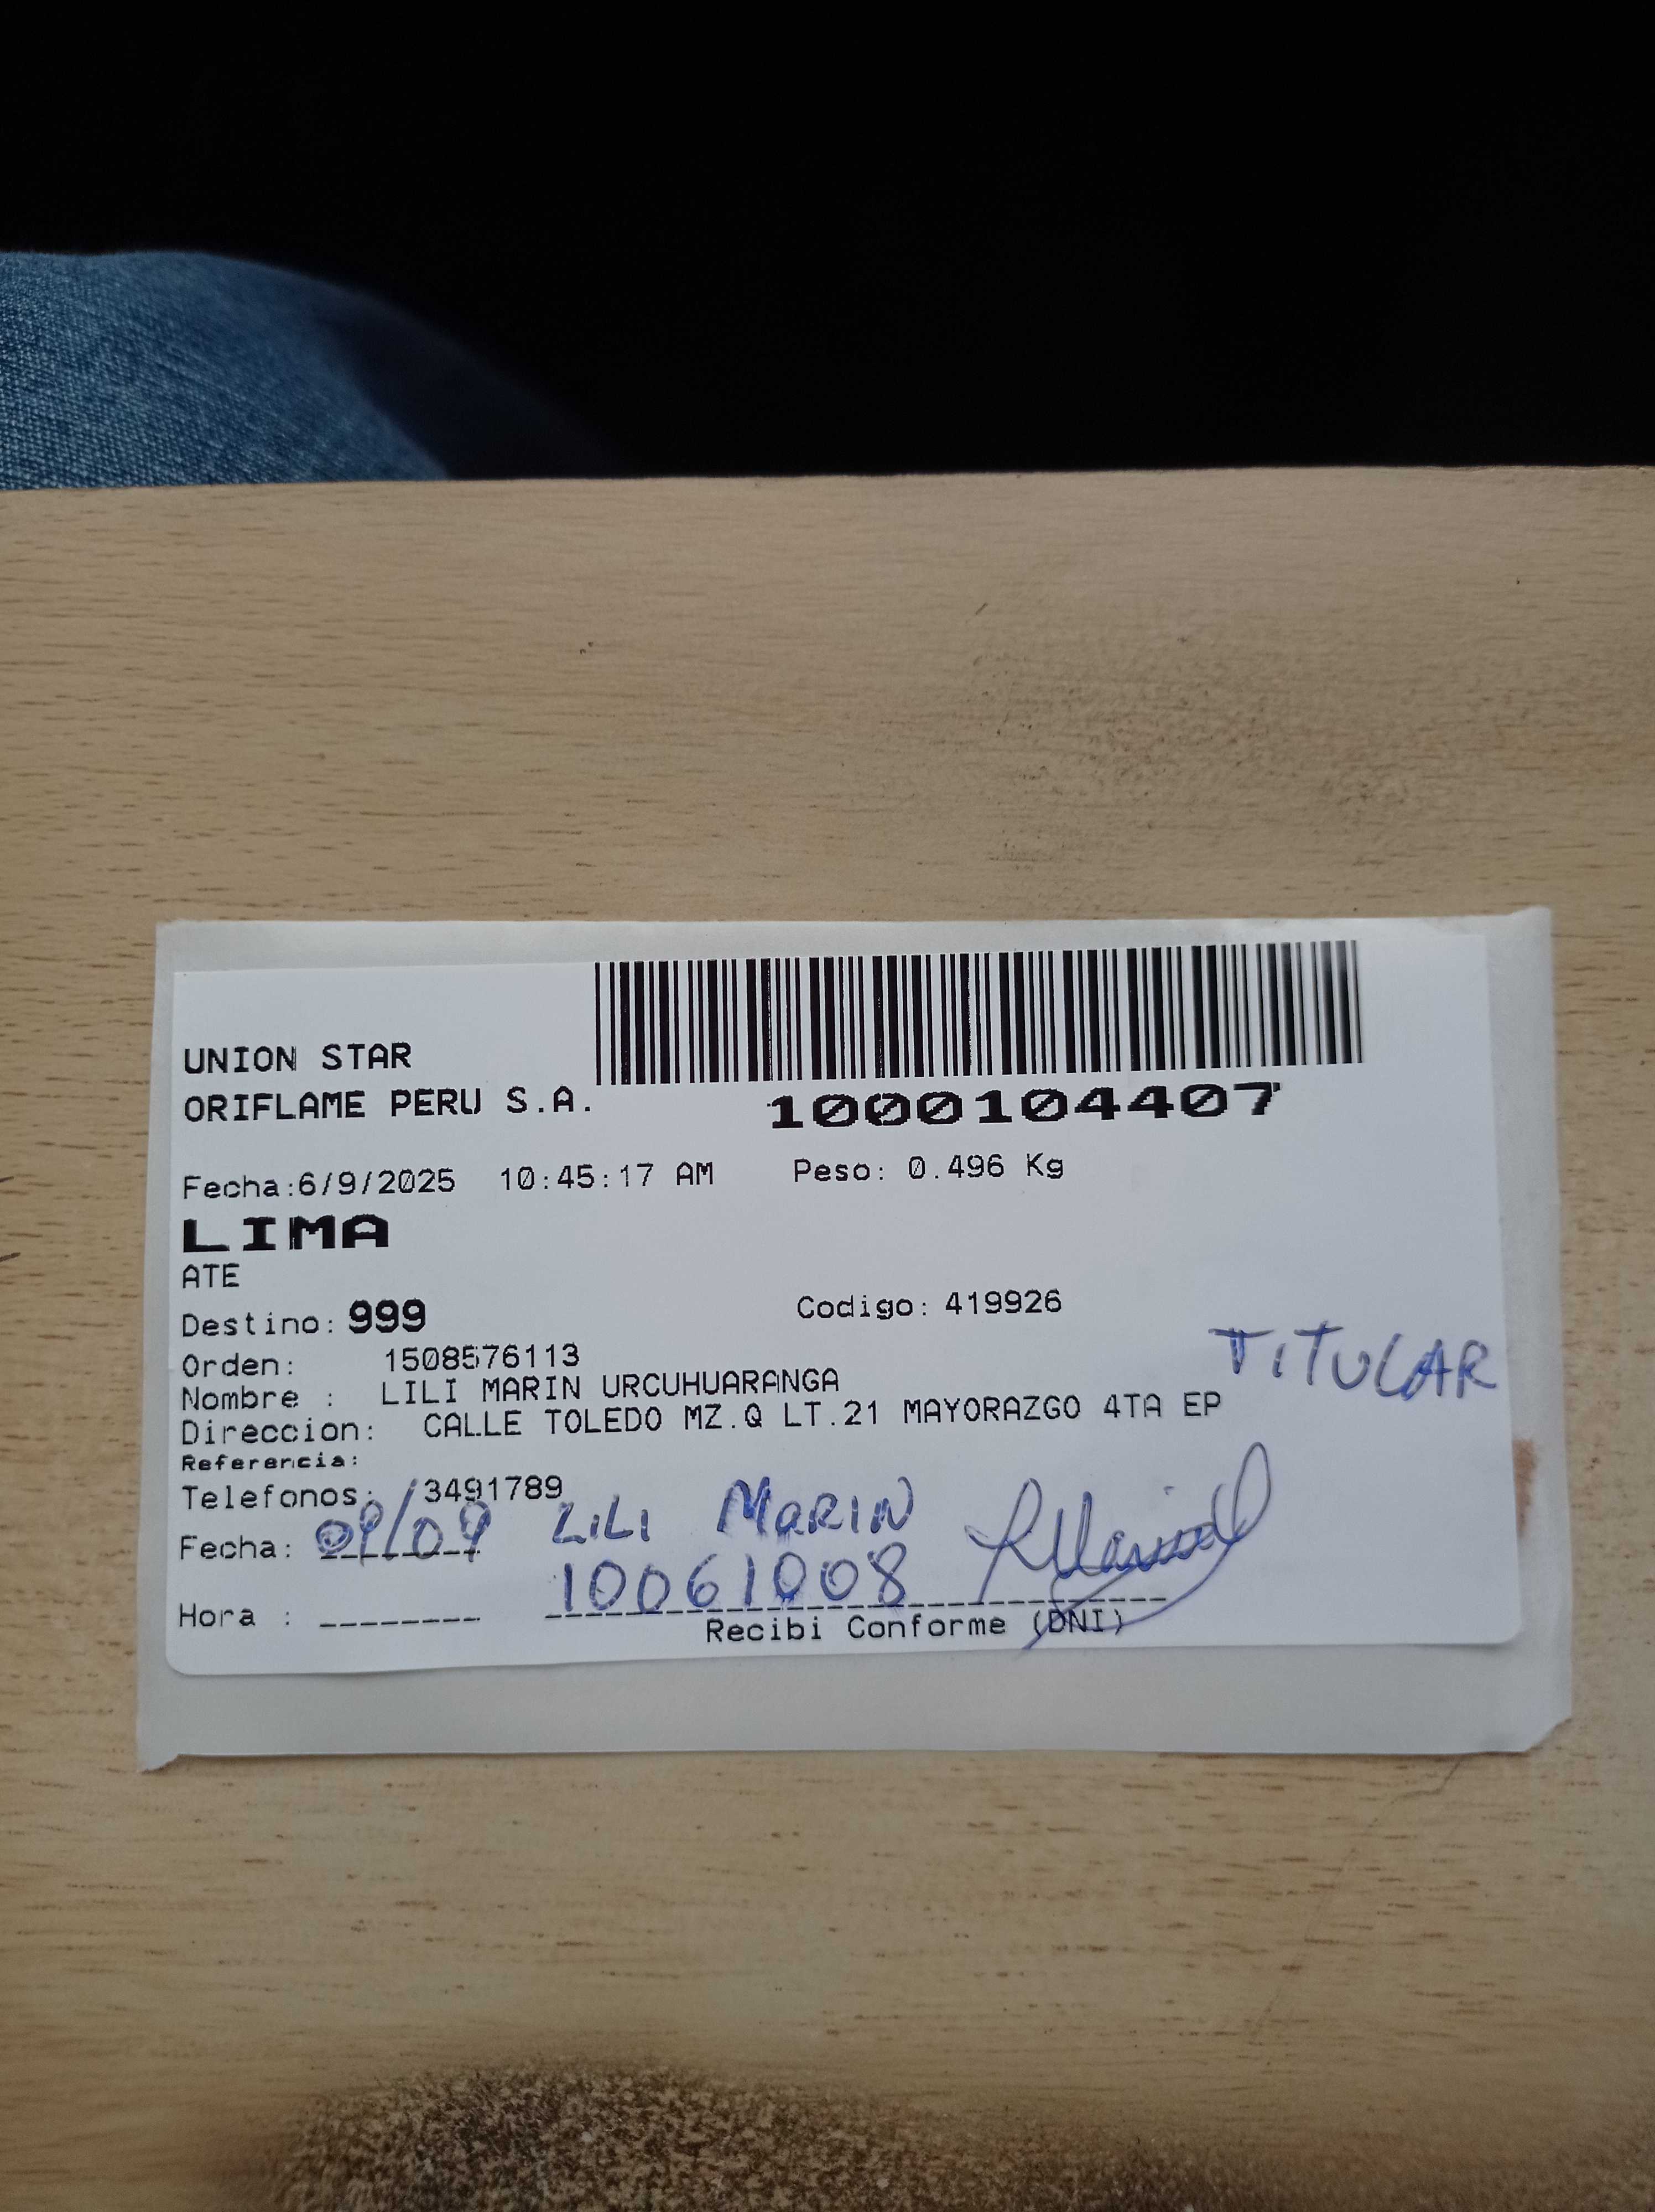 UNION STAR
ORIFLAME PERU S.A.
1000104407
Fecha:6/9/2025 10:45:17 AM Peso: 0.496 Kg
LIMA
ATE
Destino: 999 Codigo: 419926
TITULAR
Orden: 1508576113
Nombre : LILI MARIN URCUHUARANGA
Direccion: CALLE TOLEDO MZ.Q LT.21 MAYORAZGO 4TA EP
Referencia:
Telefonos: 3491789
Fecha: 09/09 LILI MARIN
10061008
Hora :
Recibi Conforme (DNI)